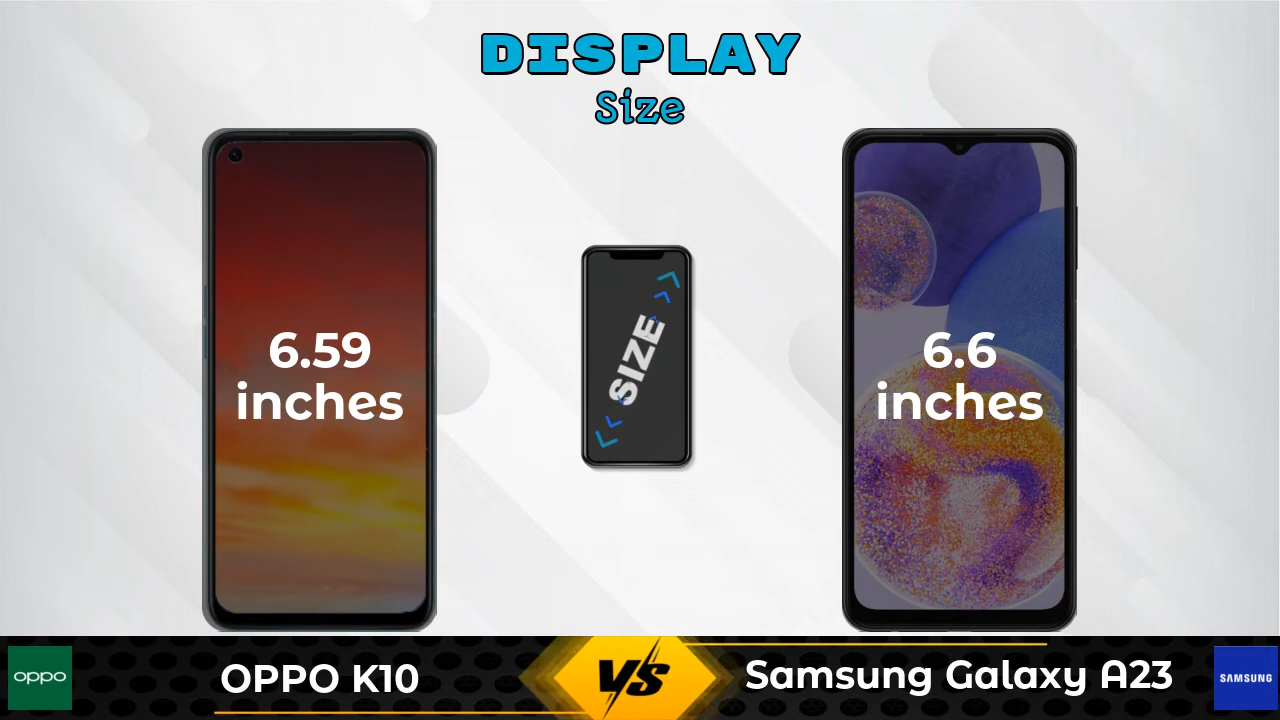 DISPLAY
Size
6.59
inches
SIZE
6.6
inches
oppo
OPPO K10
VS
Samsung Galaxy A23
SAMSUNG